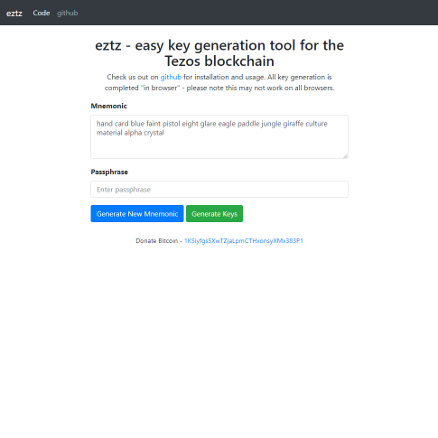 eztz Code github
eztz - easy key generation tool for the
Tezos blockchain
Check us out on github for installation and usage. All key generation is
completed "in browser" - please note this may not work on all browsers.
Mnemonic
hand card blue faint pistol eight glare eagle paddle jungle giraffe culture
material alpha crystal
Passphrase
Enter passphrase
Generate New Mnemonic Generate Keys
Donate Bitcoin -